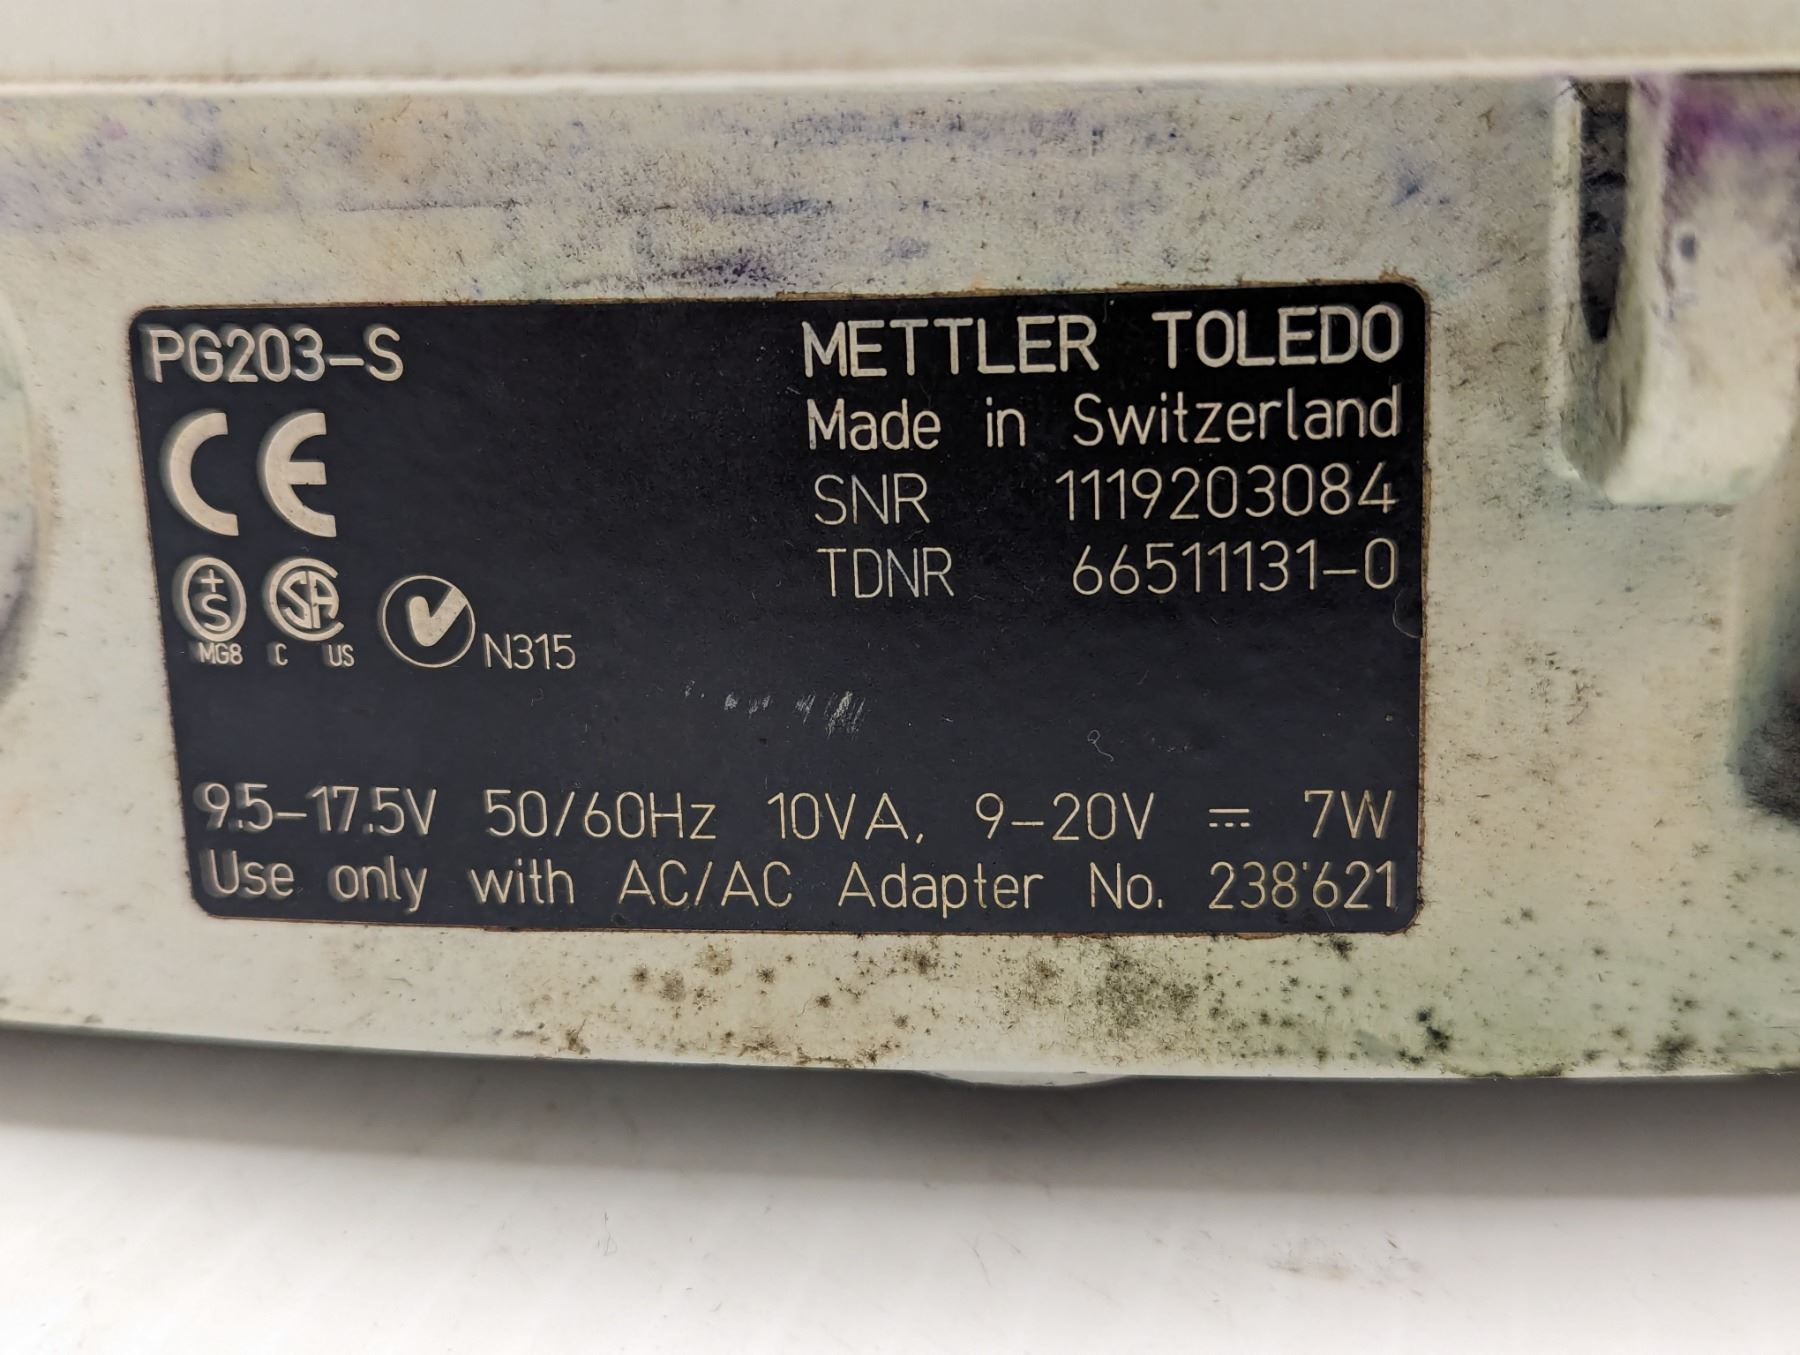 PG203-S
METTLER TOLEDO
Made in Switzerland
SNR 1119203084
TDNR 66511131-0
CE
±S
MG8
SA
C US
N315
9.5-17.5V 50/60Hz 10VA, 9-20V ⎓ 7W
Use only with AC/AC Adapter No. 238'621